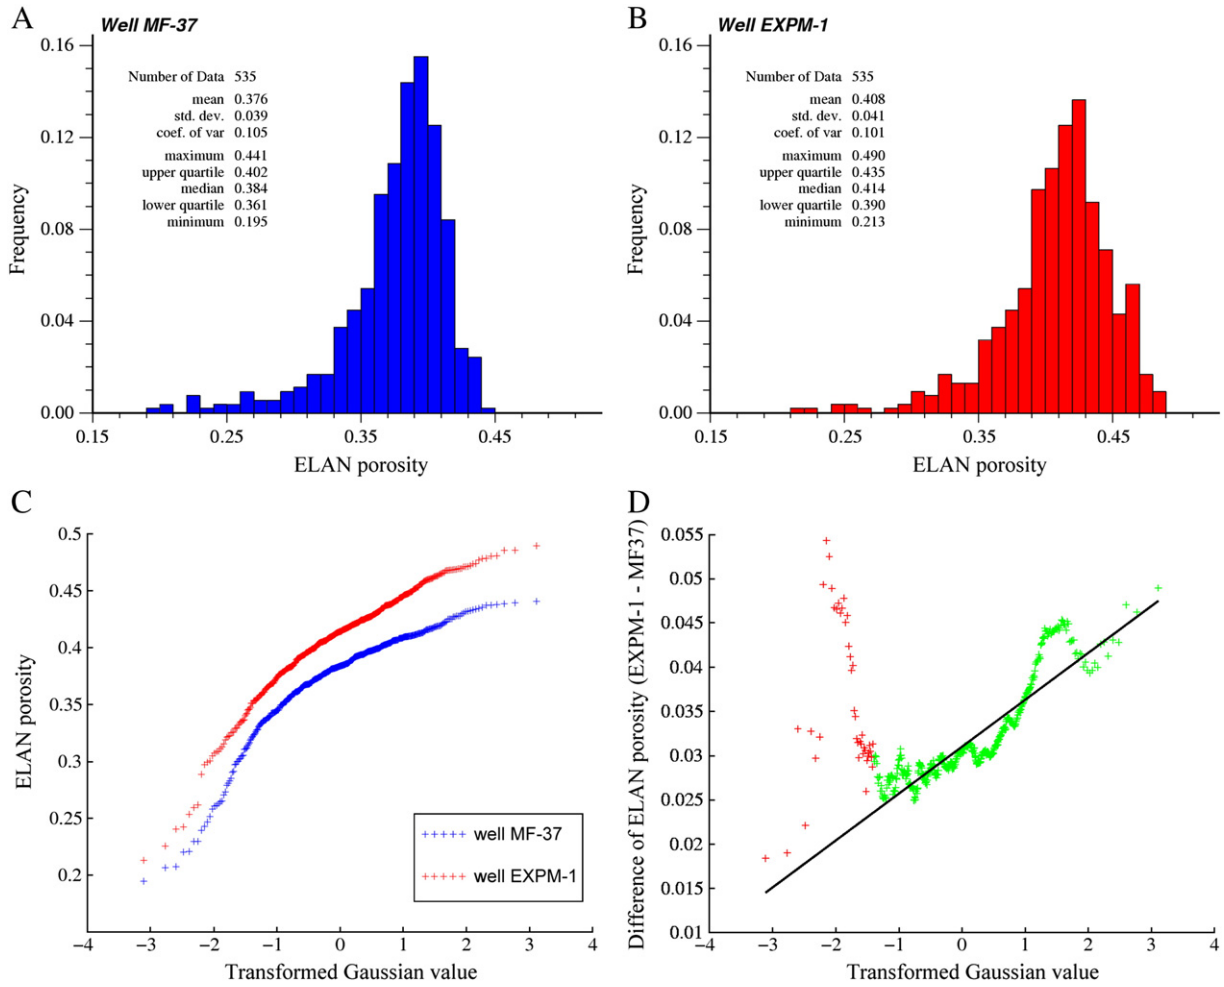 A
Well MF-37
0.16
0.12
0.08
0.04
0.00
Frequency
Number of Data 535
mean 0.376
std. dev. 0.039
coef. of var 0.105
maximum 0.441
upper quartile 0.402
median 0.384
lower quartile 0.361
minimum 0.195
0.15 0.25 0.35 0.45
ELAN porosity
B
Well EXPM-1
0.16
0.12
0.08
0.04
0.00
Frequency
Number of Data 535
mean 0.408
std. dev. 0.041
coef. of var 0.101
maximum 0.490
upper quartile 0.435
median 0.414
lower quartile 0.390
minimum 0.213
0.15 0.25 0.35 0.45
ELAN porosity
C
0.5
0.45
0.4
0.35
0.3
0.25
0.2
ELAN porosity
well MF-37
well EXPM-1
−4 −3 −2 −1 0 1 2 3 4
Transformed Gaussian value
D
0.055
0.05
0.045
0.04
0.035
0.03
0.025
0.02
0.015
0.01
Difference of ELAN porosity (EXPM-1 - MF37)
−4 −3 −2 −1 0 1 2 3 4
Transformed Gaussian value